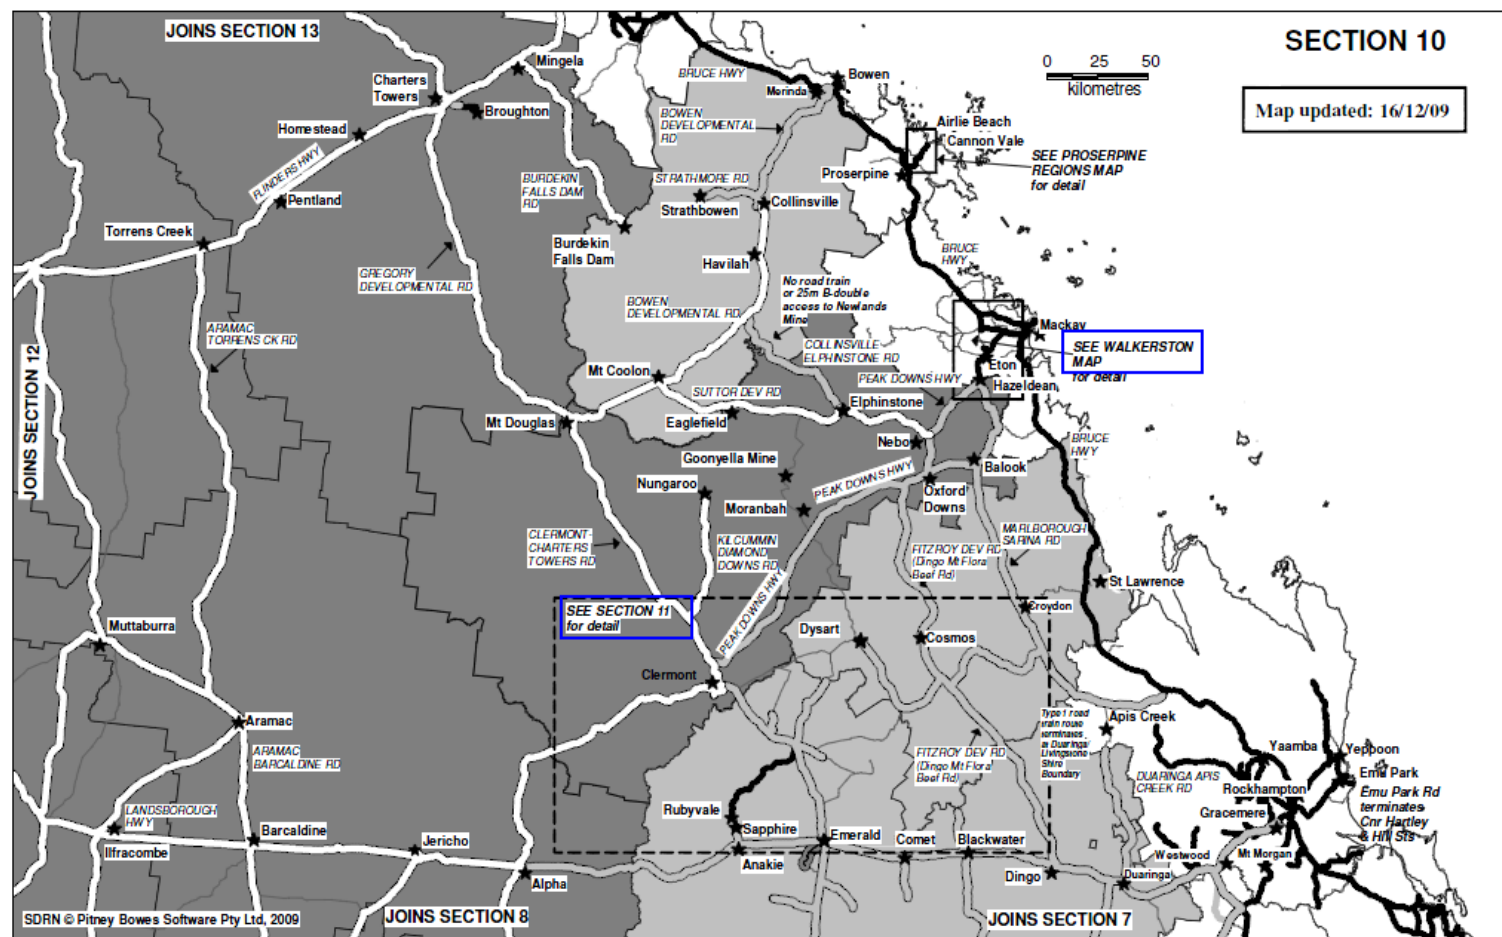 JOINS SECTION 13
SECTION 10
Map updated: 16/12/09
0 25 50
kilometres
Mingela
Charters
Towers
Broughton
Homestead
FLINDERS HWY
Pentland
Torrens Creek
BRUCE HWY
Bowen
Merinda
BOWEN
DEVELOPMENTAL
RD
Airlie Beach
Cannon Vale
SEE PROSERPINE
REGIONS MAP
for detail
Proserpine
BURDEKIN
FALLS DAM
RD
STRATHMORE RD
Strathbowen
Collinsville
Burdekin
Falls Dam
Havilah
BRUCE
HWY
GREGORY
DEVELOPMENTAL RD
No road train
or 25m B-double
access to Newlands
Mine
BOWEN
DEVELOPMENTAL RD
ARAMAC
TORRENS CK RD
JOINS SECTION 12
Mackay
SEE WALKERSTON
MAP
for detail
COLLINSVILLE
ELPHINSTONE RD
Eton
PEAK DOWNS HWY
Hazeldean
Mt Coolon
SUTTOR DEV RD
Elphinstone
Mt Douglas
Eaglefield
Nebo
BRUCE
HWY
Goonyella Mine
Nungaroo
PEAK DOWNS HWY
Balook
Oxford
Downs
Moranbah
CLERMONT-
CHARTERS
TOWERS RD
KILCUMMIN
DIAMOND
DOWNS RD
MARLBOROUGH
SARINA RD
FITZROY DEV RD
(Dingo Mt Flora
Beef Rd)
St Lawrence
PEAK DOWNS HWY
SEE SECTION 11
for detail
Croydon
Muttaburra
Dysart
Cosmos
Clermont
Aramac
Apis Creek
Type 1 road
train route
terminates
at Duaringa/
Livingstone
Shire
Boundary
ARAMAC
BARCALDINE RD
FITZROY DEV RD
(Dingo Mt Flora
Beef Rd)
Yaamba
Yeppoon
DUARINGA APIS
CREEK RD
Emu Park
Rockhampton
Emu Park Rd
terminates
Cnr Hartley
& Hill Sts
Gracemere
LANDSBOROUGH
HWY
Rubyvale
Sapphire
Barcaldine
Jericho
Emerald
Comet
Blackwater
Ilfracombe
Anakie
Westwood
Mt Morgan
Alpha
Dingo
Duaringa
SDRN © Pitney Bowes Software Pty Ltd, 2009
JOINS SECTION 8
JOINS SECTION 7